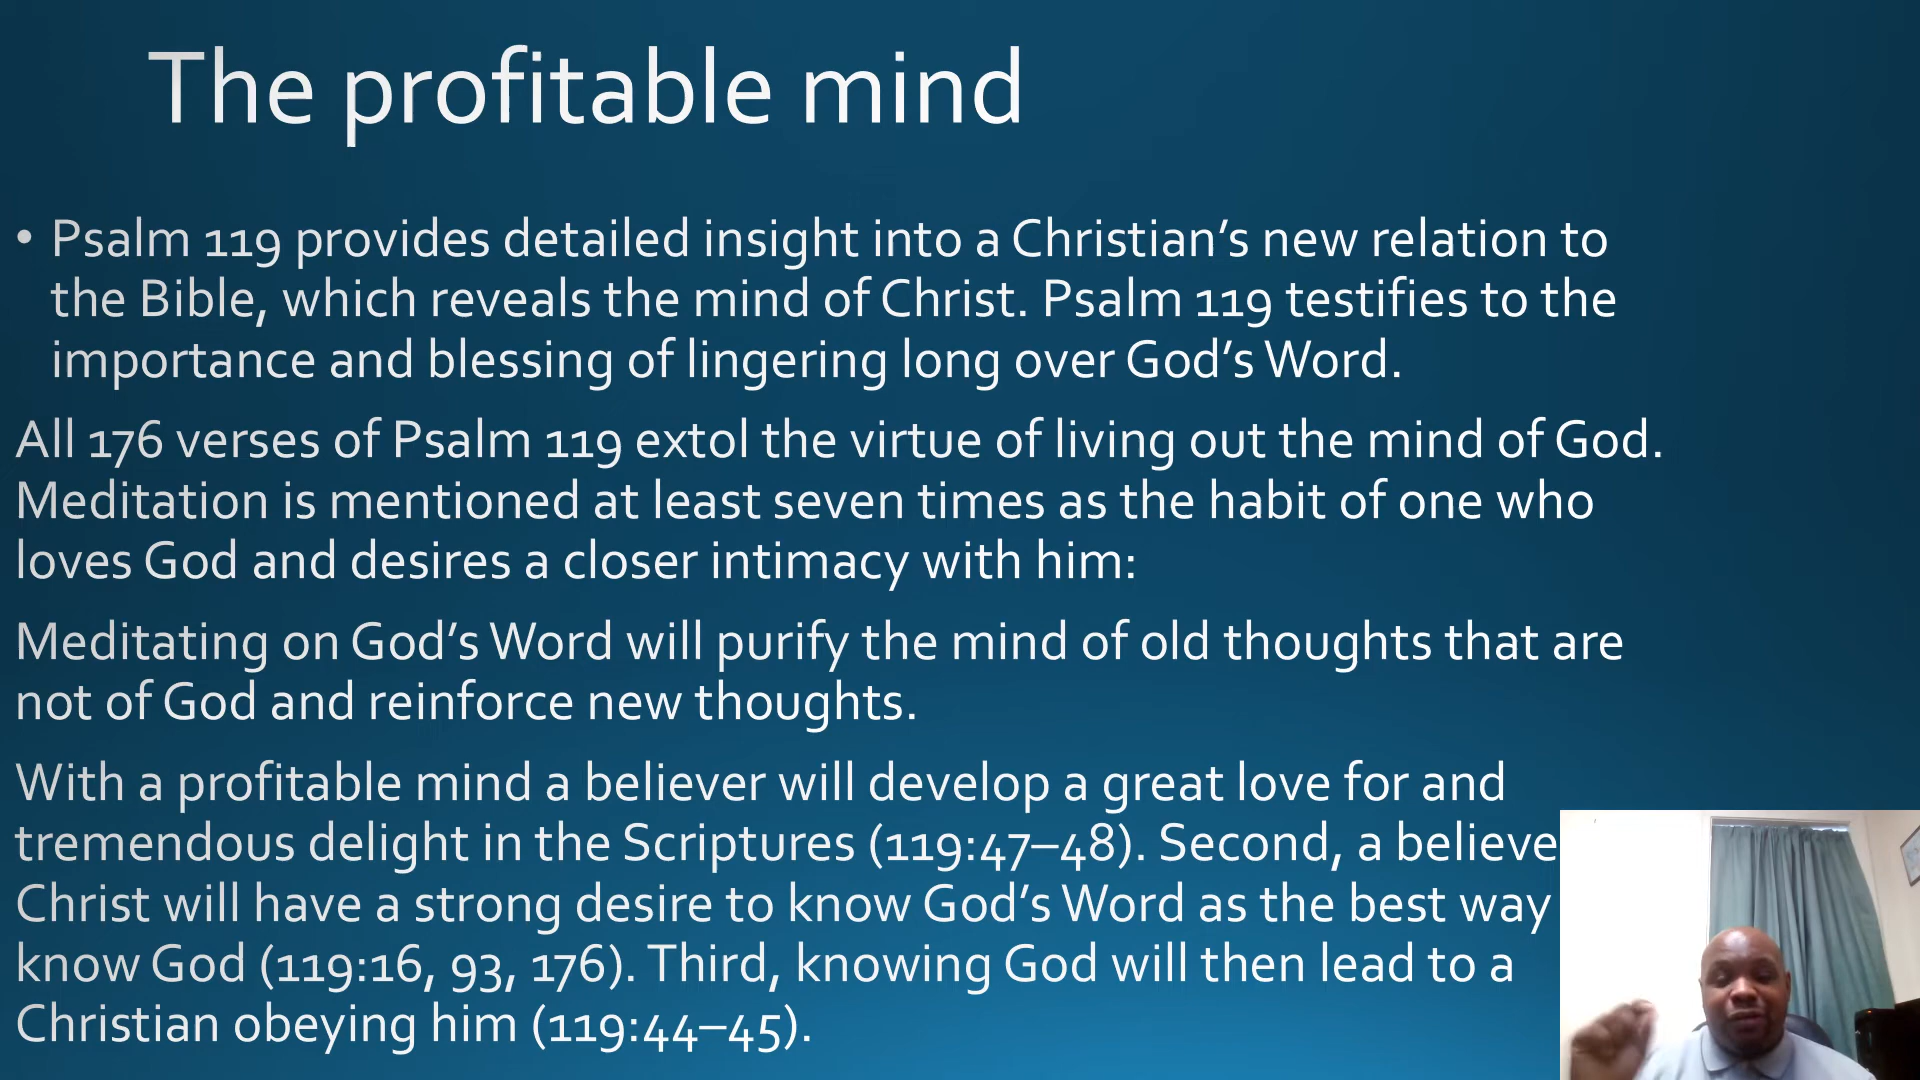 The profitable mind
• Psalm 119 provides detailed insight into a Christian’s new relation to
the Bible, which reveals the mind of Christ. Psalm 119 testifies to the
importance and blessing of lingering long over God’s Word.
All 176 verses of Psalm 119 extol the virtue of living out the mind of God.
Meditation is mentioned at least seven times as the habit of one who
loves God and desires a closer intimacy with him:
Meditating on God’s Word will purify the mind of old thoughts that are
not of God and reinforce new thoughts.
With a profitable mind a believer will develop a great love for and
tremendous delight in the Scriptures (119:47–48). Second, a believe
Christ will have a strong desire to know God’s Word as the best way
know God (119:16, 93, 176). Third, knowing God will then lead to a
Christian obeying him (119:44–45).